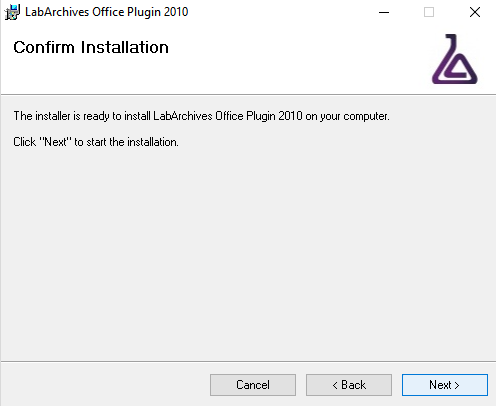 LabArchives Office Plugin 2010
Confirm Installation
The installer is ready to install LabArchives Office Plugin 2010 on your computer.
Click "Next" to start the installation.
Cancel
< Back
Next >